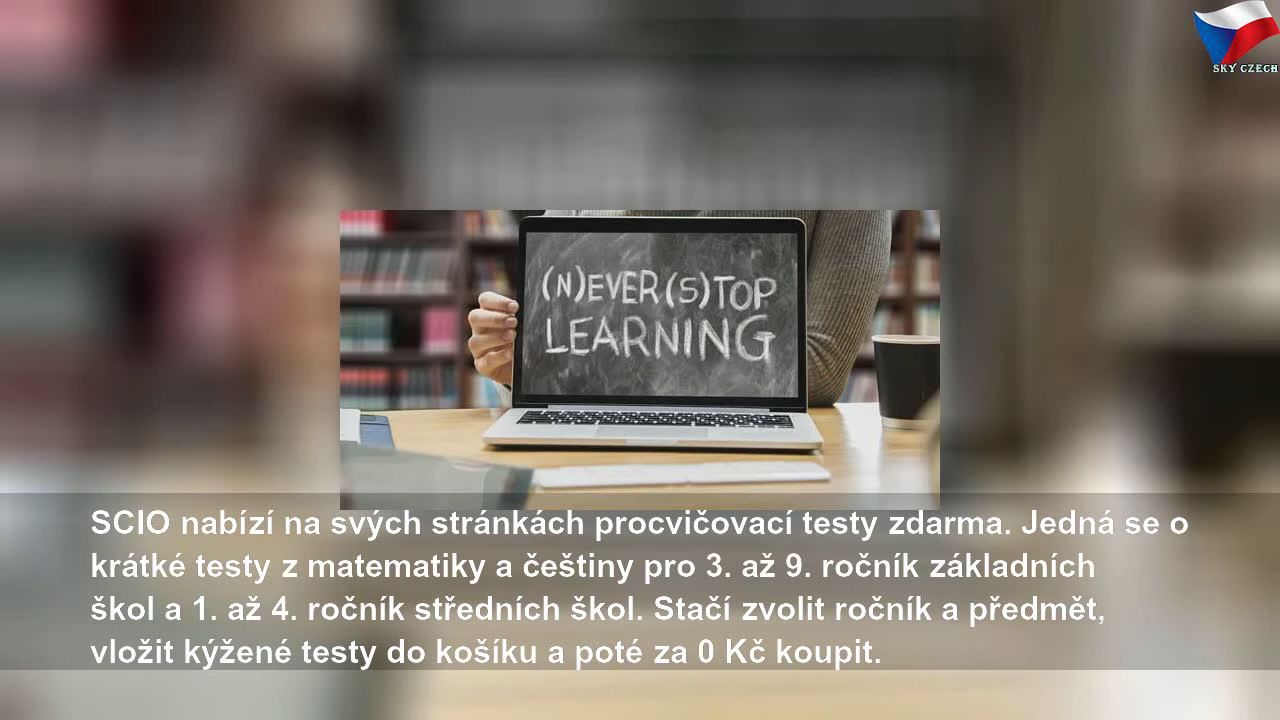 SKY CZECH
(N)EVER (S)TOP
LEARNING
SCIO nabízí na svých stránkách procvičovací testy zdarma. Jedná se o
krátké testy z matematiky a češtiny pro 3. až 9. ročník základních
škol a 1. až 4. ročník středních škol. Stačí zvolit ročník a předmět,
vložit kýžené testy do košíku a poté za 0 Kč koupit.